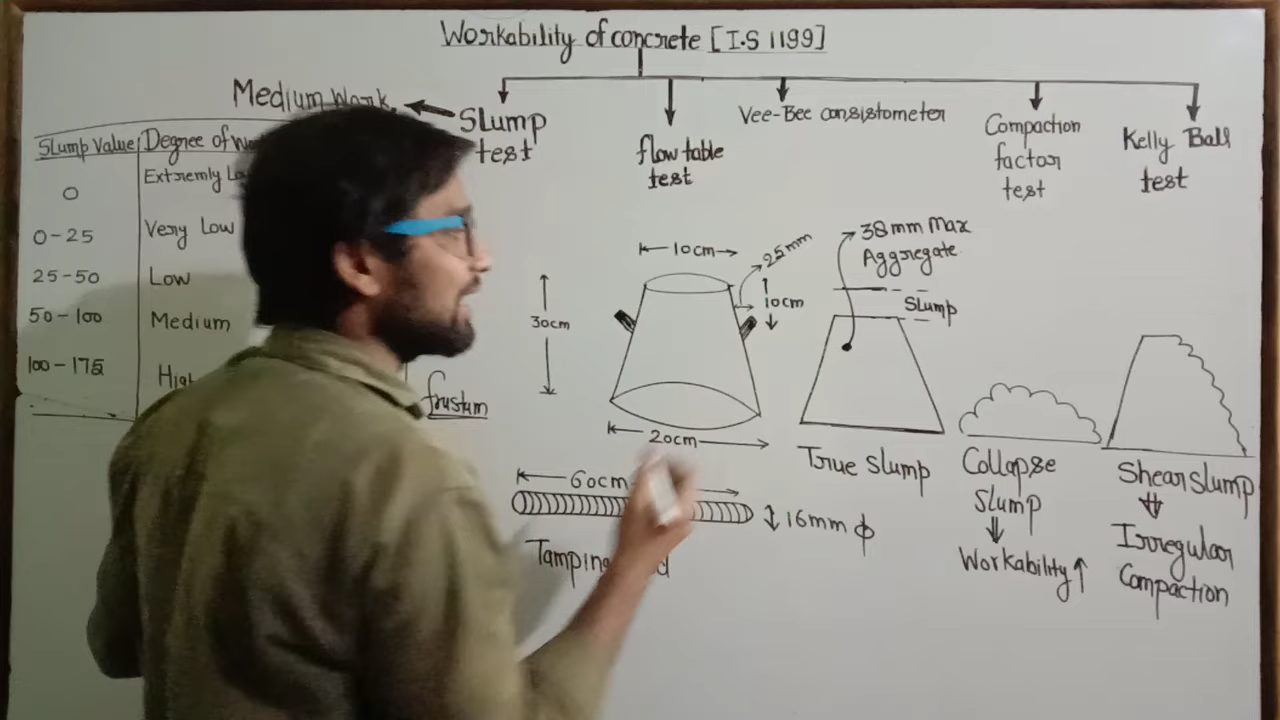 Workability of concrete [I.S 1199]
Medium Work.
Slump test
flow table test
Vee-Bee consistometer
Compaction factor test
Kelly Ball test
Slump Value Degree of
0 Extremly
0-25 Very Low
25-50 Low
50-100 Medium
100-175
frustum
10cm
25mm
10cm
30cm
20cm
38mm Max
Aggregate
Slump
60cm
16mm ϕ
Tamping
True Slump
Collapse
Slump
Workability ↑
Shear slump
Irregular
Compaction